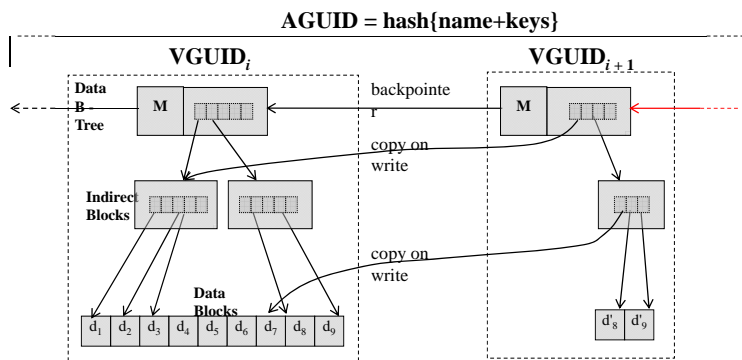 AGUID = hash{name+keys}
VGUIDi
VGUIDi + 1
Data
B -
Tree
M
backpointe
r
M
copy on
write
Indirect
Blocks
copy on
write
Data
Blocks
d1 d2 d3 d4 d5 d6 d7 d8 d9
d'8 d'9